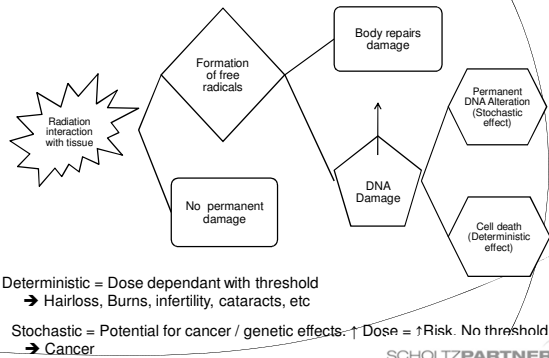 Body repairs
damage
Formation
of free
radicals
Permanent
DNA Alteration
(Stochastic
effect)
Radiation
interaction
with tissue
No permanent
damage
DNA
Damage
Cell death
(Deterministic
effect)
Deterministic = Dose dependant with threshold
➔ Hairloss, Burns, infertility, cataracts, etc
Stochastic = Potential for cancer / genetic effects. ↑ Dose = ↑Risk. No threshold
➔ Cancer
SCHOLTZPARTNER